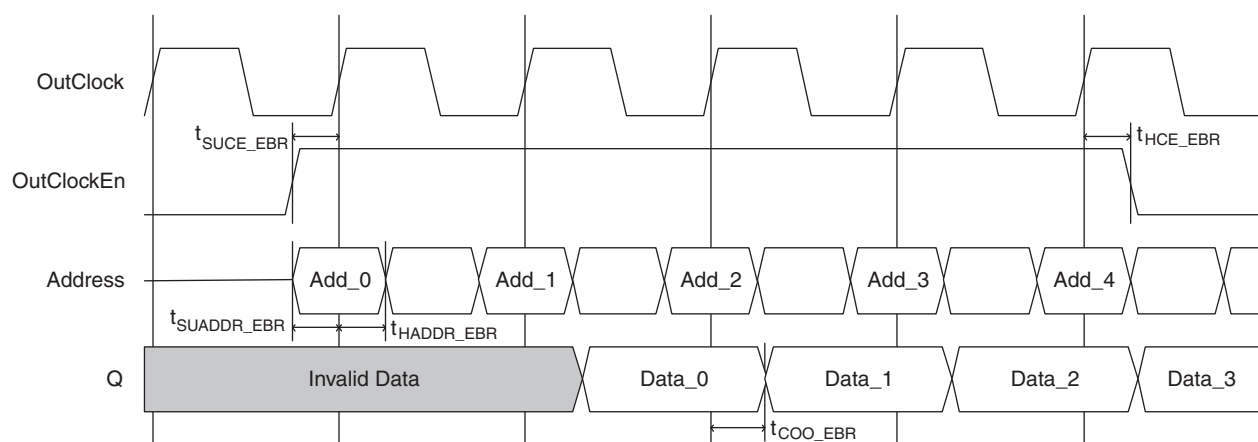 OutClock
tSUCE_EBR
tHCE_EBR
OutClockEn
Address
Add_0
Add_1
Add_2
Add_3
Add_4
tSUADDR_EBR
tHADDR_EBR
Q
Invalid Data
Data_0
Data_1
Data_2
Data_3
tCOO_EBR